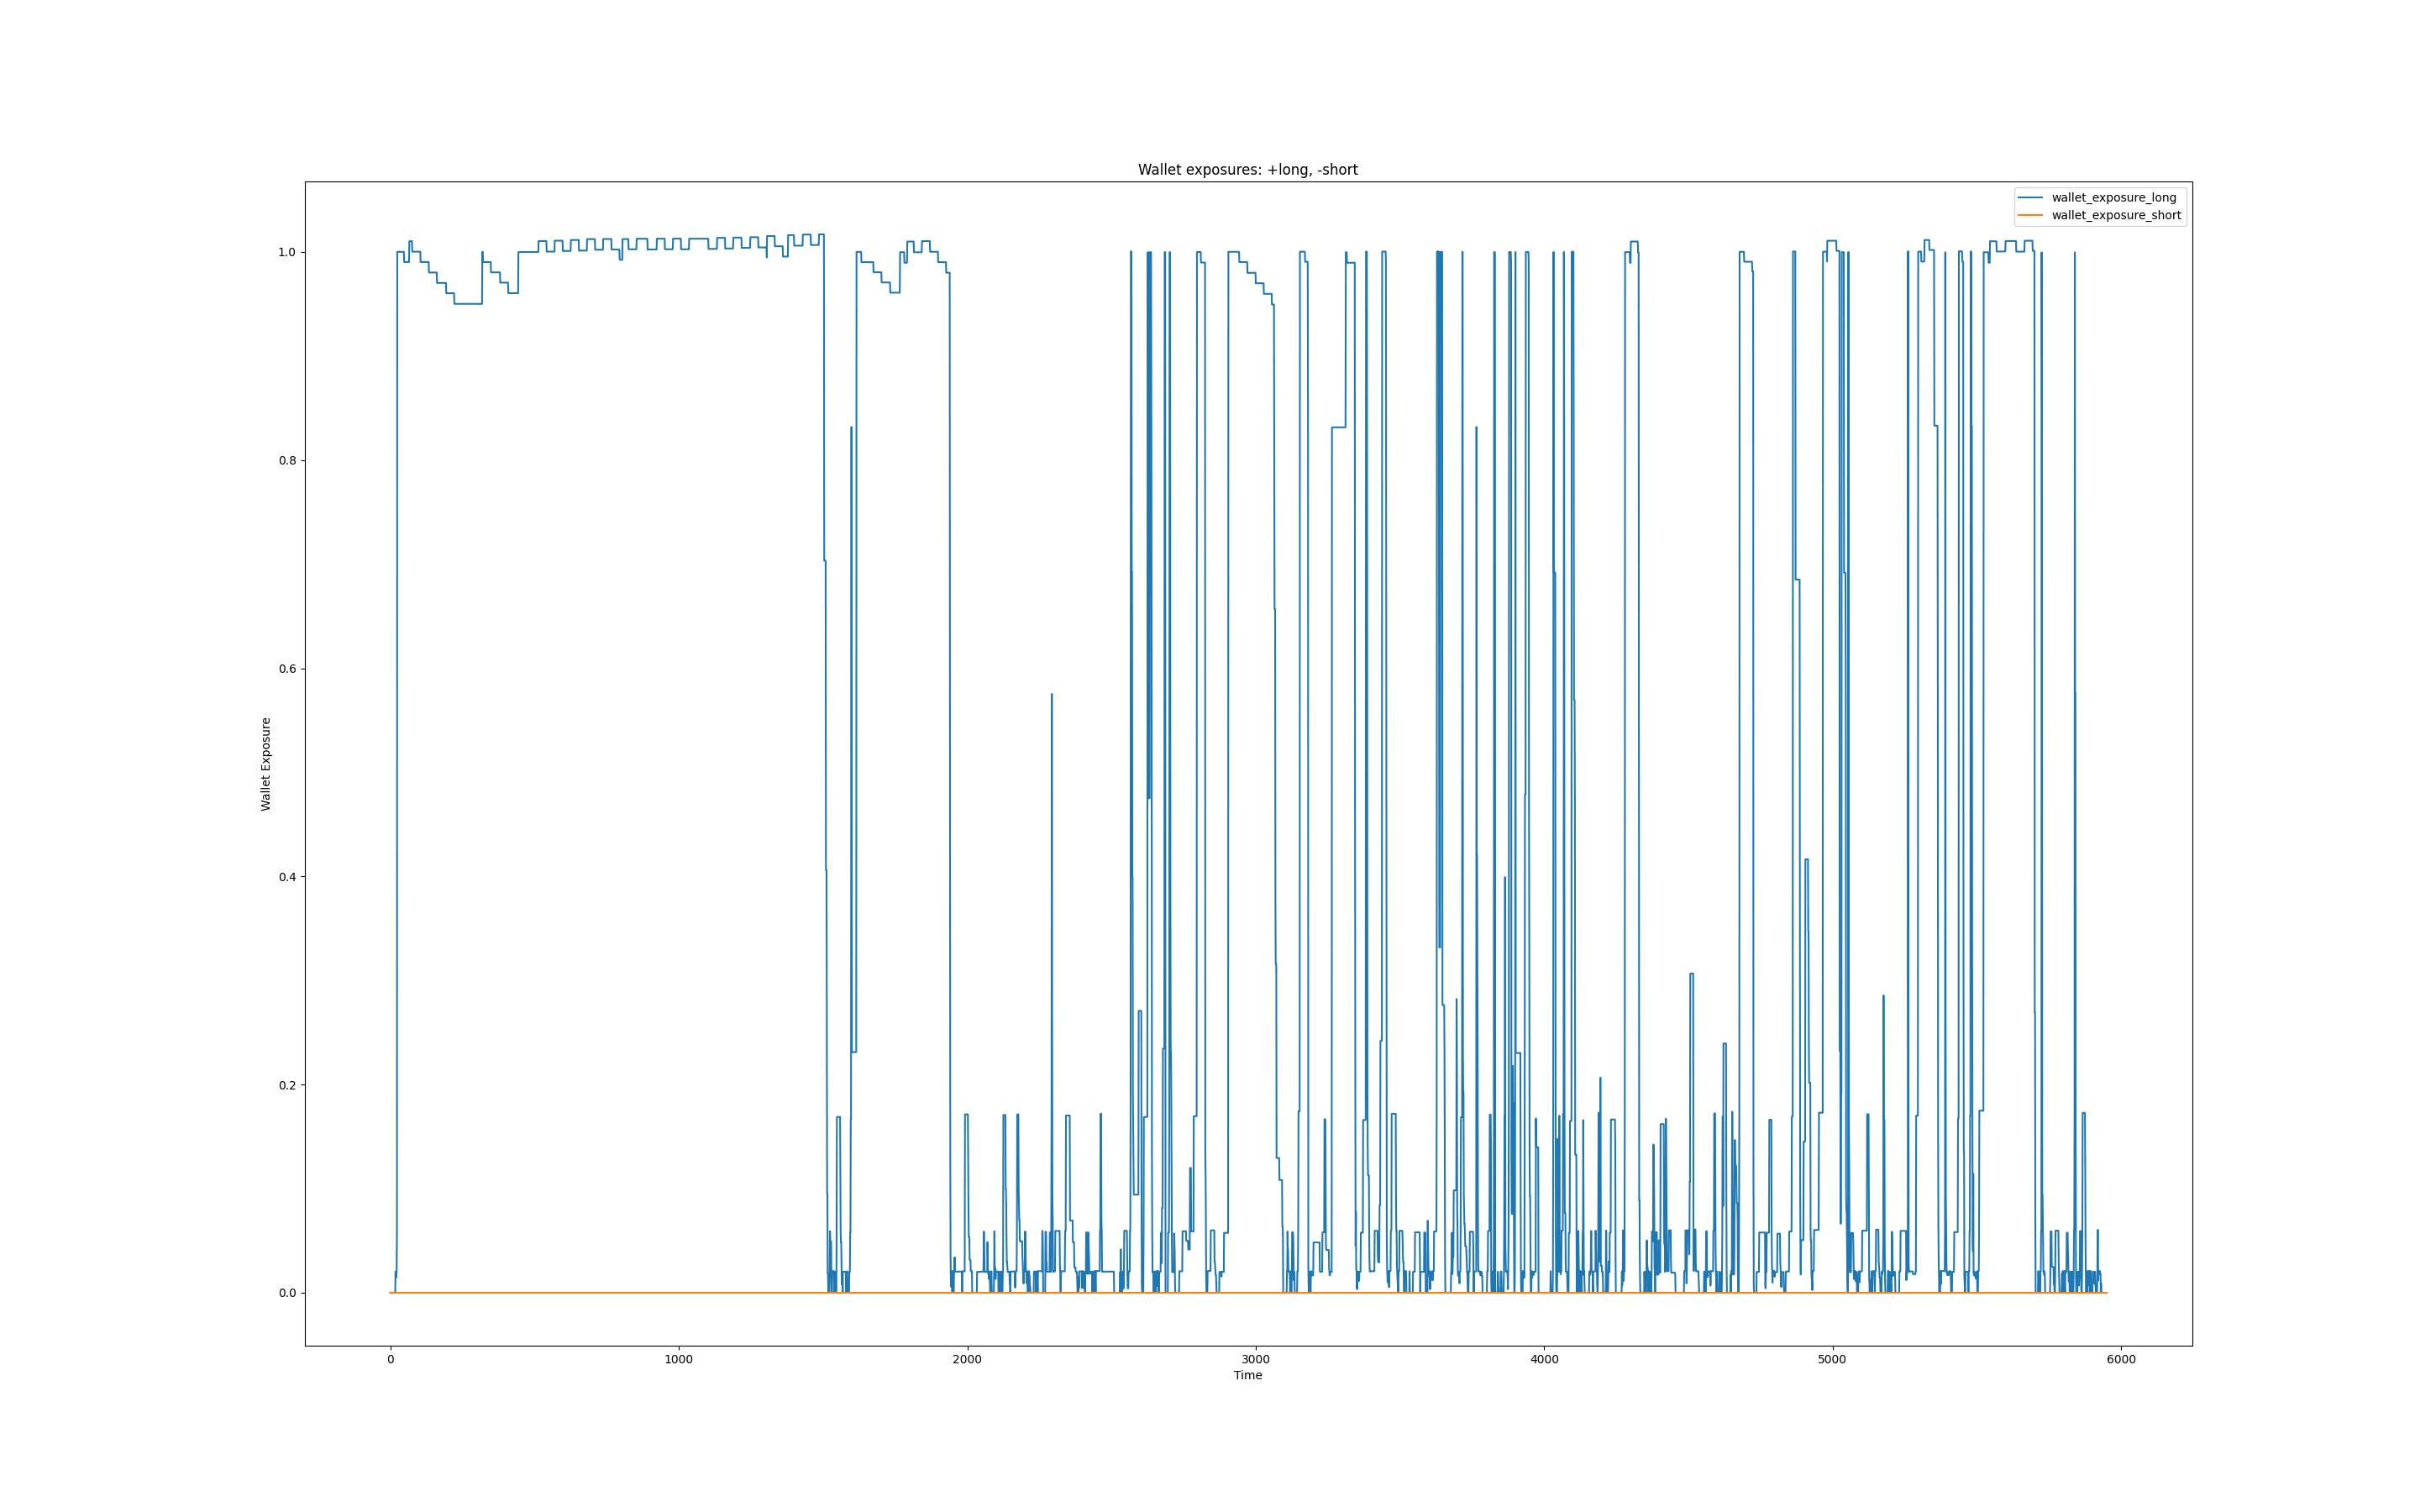 Wallet exposures: +long, -short
wallet_exposure_long
wallet_exposure_short
1.0
0.8
0.6
0.4
0.2
0.0
Wallet Exposure
0 1000 2000 3000 4000 5000 6000
Time